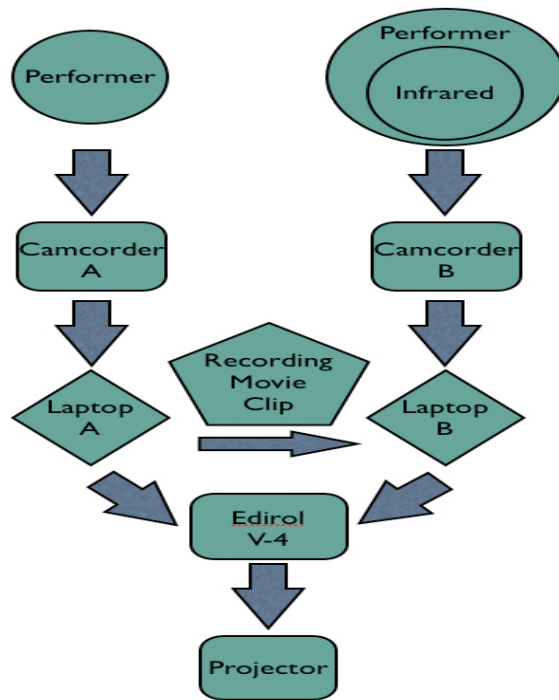 Performer
Performer
Infrared
Camcorder
A
Camcorder
B
Recording
Movie
Clip
Laptop
A
Laptop
B
Edirol
V-4
Projector